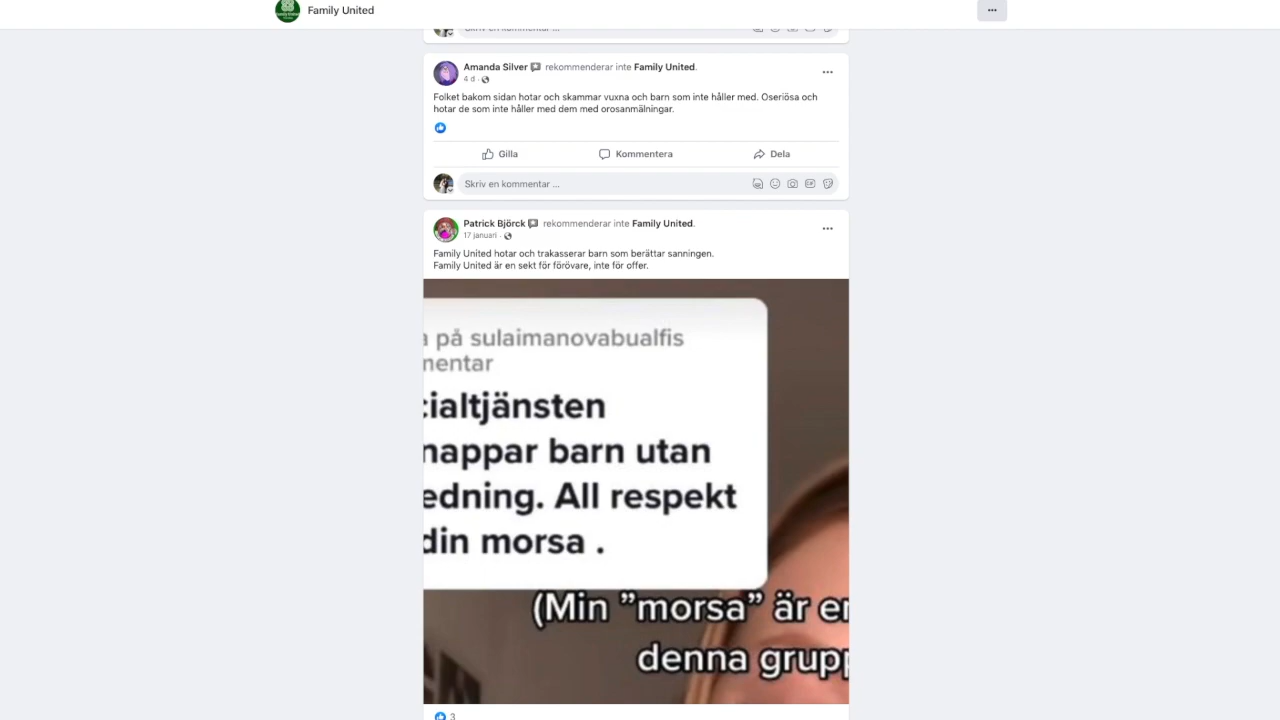 Family United
Skriv en kommentar ...
Amanda Silver rekommenderar inte Family United.
4 d ·
Folket bakom sidan hotar och skammar vuxna och barn som inte håller med. Oseriösa och
hotar de som inte håller med dem med orosanmälningar.
Gilla Kommentera Dela
Skriv en kommentar ...
Patrick Björck rekommenderar inte Family United.
17 januari ·
Family United hotar och trakasserar barn som berättar sanningen.
Family United är en sekt för förövare, inte för offer.
på sulaimanovabualfis
mentar
cialtjänsten
nappar barn utan
edning. All respekt
din morsa .
(Min ”morsa” är en
denna grupp
3